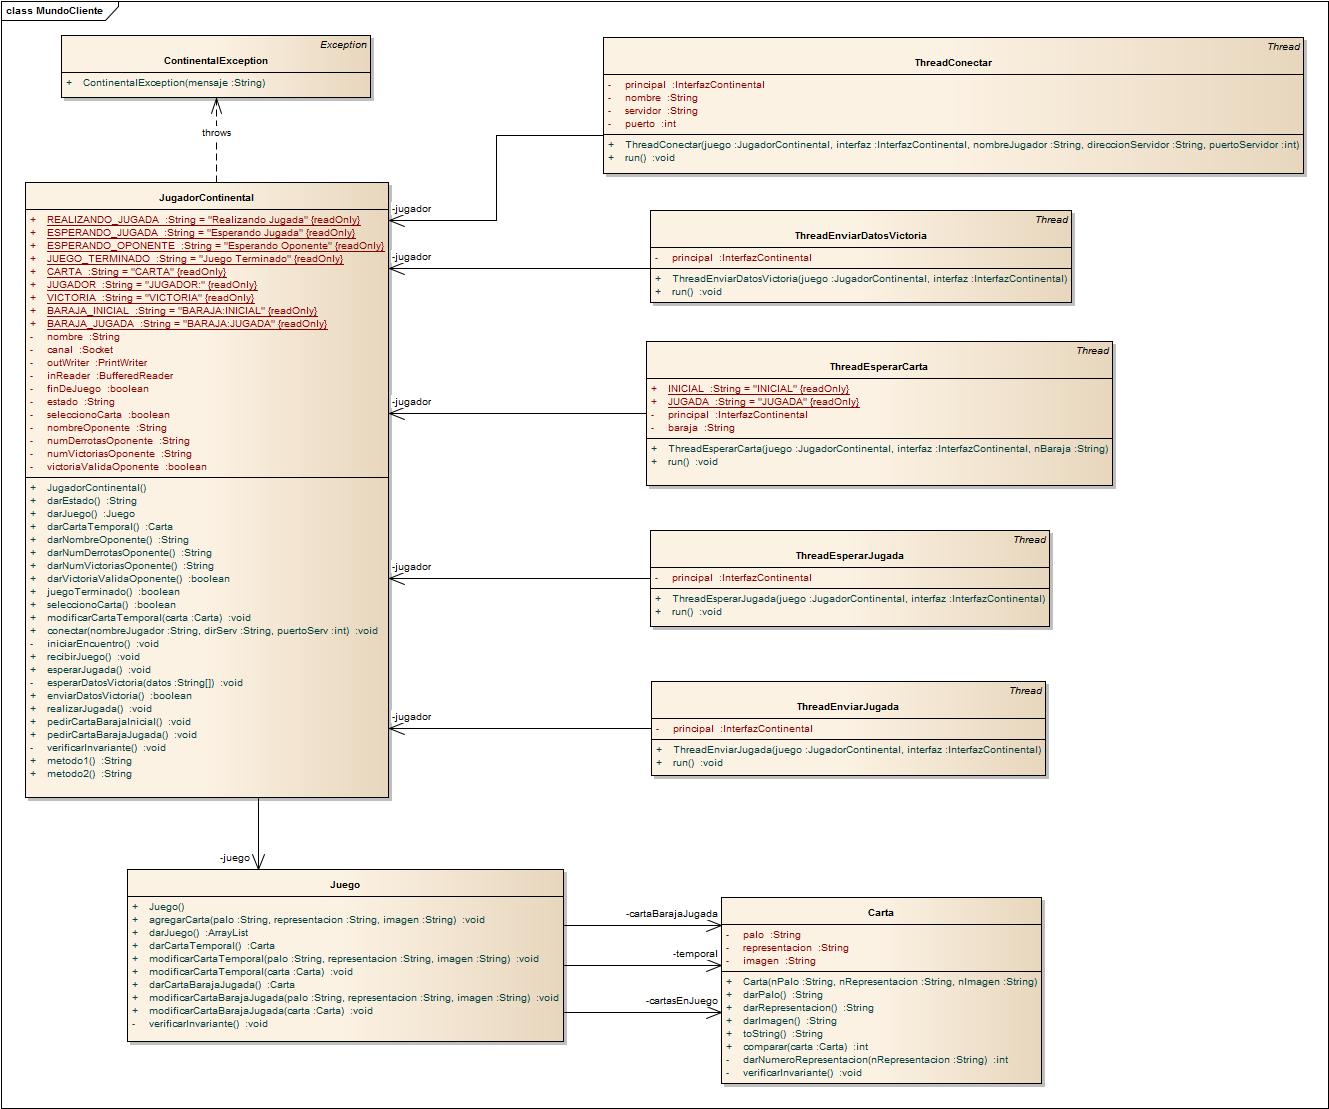 class MundoCliente
Exception
ContinentalException
+ ContinentalException(mensaje :String)
throws
JugadorContinental
+ REALIZANDO_JUGADA :String = "Realizando Jugada" {readOnly}
+ ESPERANDO_JUGADA :String = "Esperando Jugada" {readOnly}
+ ESPERANDO_OPONENTE :String = "Esperando Oponente" {readOnly}
+ JUEGO_TERMINADO :String = "Juego Terminado" {readOnly}
+ CARTA :String = "CARTA" {readOnly}
+ JUGADOR :String = "JUGADOR:" {readOnly}
+ VICTORIA :String = "VICTORIA" {readOnly}
+ BARAJA_INICIAL :String = "BARAJA:INICIAL" {readOnly}
+ BARAJA_JUGADA :String = "BARAJA:JUGADA" {readOnly}
- nombre :String
- canal :Socket
- outWriter :PrintWriter
- inReader :BufferedReader
- finDeJuego :boolean
- estado :String
- seleccionoCarta :boolean
- nombreOponente :String
- numDerrotasOponente :String
- numVictoriasOponente :String
- victoriaValidaOponente :boolean
+ JugadorContinental()
+ darEstado() :String
+ darJuego() :Juego
+ darCartaTemporal() :Carta
+ darNombreOponente() :String
+ darNumDerrotasOponente() :String
+ darNumVictoriasOponente() :String
+ darVictoriaValidaOponente() :boolean
+ juegoTerminado() :boolean
+ seleccionoCarta() :boolean
+ modificarCartaTemporal(carta :Carta) :void
+ conectar(nombreJugador :String, dirServ :String, puertoServ :int) :void
- iniciarEncuentro() :void
+ recibirJuego() :void
+ esperarJugada() :void
- esperarDatosVictoria(datos :String[]) :void
+ enviarDatosVictoria() :boolean
+ realizarJugada() :void
+ pedirCartaBarajaInicial() :void
+ pedirCartaBarajaJugada() :void
- verificarInvariante() :void
+ metodo1() :String
+ metodo2() :String
Thread
ThreadConectar
- principal :InterfazContinental
- nombre :String
- servidor :String
- puerto :int
+ ThreadConectar(juego :JugadorContinental, interfaz :InterfazContinental, nombreJugador :String, direccionServidor :String, puertoServidor :int)
+ run() :void
-jugador
Thread
ThreadEnviarDatosVictoria
- principal :InterfazContinental
+ ThreadEnviarDatosVictoria(juego :JugadorContinental, interfaz :InterfazContinental)
+ run() :void
-jugador
Thread
ThreadEsperarCarta
+ INICIAL :String = "INICIAL" {readOnly}
+ JUGADA :String = "JUGADA" {readOnly}
- principal :InterfazContinental
- baraja :String
+ ThreadEsperarCarta(juego :JugadorContinental, interfaz :InterfazContinental, nBaraja :String)
+ run() :void
-jugador
Thread
ThreadEsperarJugada
- principal :InterfazContinental
+ ThreadEsperarJugada(juego :JugadorContinental, interfaz :InterfazContinental)
+ run() :void
-jugador
Thread
ThreadEnviarJugada
- principal :InterfazContinental
+ ThreadEnviarJugada(juego :JugadorContinental, interfaz :InterfazContinental)
+ run() :void
-jugador
-juego
Juego
+ Juego()
+ agregarCarta(palo :String, representacion :String, imagen :String) :void
+ darJuego() :ArrayList
+ darCartaTemporal() :Carta
+ modificarCartaTemporal(palo :String, representacion :String, imagen :String) :void
+ modificarCartaTemporal(carta :Carta) :void
+ darCartaBarajaJugada() :Carta
+ modificarCartaBarajaJugada(palo :String, representacion :String, imagen :String) :void
+ modificarCartaBarajaJugada(carta :Carta) :void
- verificarInvariante() :void
-cartaBarajaJugada
-temporal
-cartasEnJuego
Carta
- palo :String
- representacion :String
- imagen :String
+ Carta(nPalo :String, nRepresentacion :String, nImagen :String)
+ darPalo() :String
+ darRepresentacion() :String
+ darImagen() :String
+ toString() :String
+ comparar(carta :Carta) :int
- darNumeroRepresentacion(nRepresentacion :String) :int
- verificarInvariante() :void